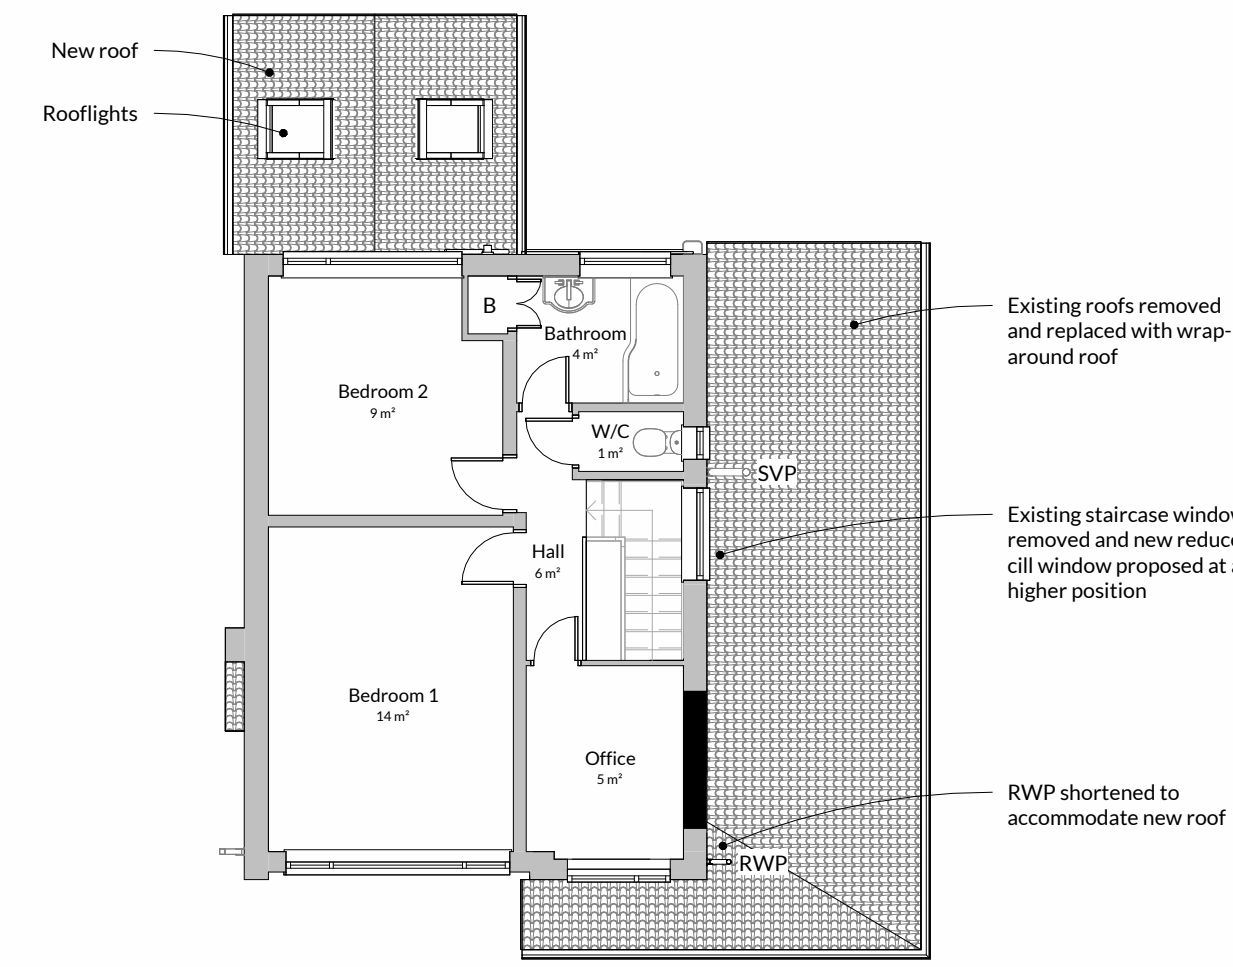 New roof
Rooflights
B
Bathroom
4 m²
Existing roofs removed
and replaced with wrap-
around roof
Bedroom 2
9 m²
W/C
1 m²
SVP
Existing staircase window
removed and new reduce
cill window proposed at a
higher position
Hall
6 m²
Bedroom 1
14 m²
Office
5 m²
RWP shortened to
accommodate new roof
RWP